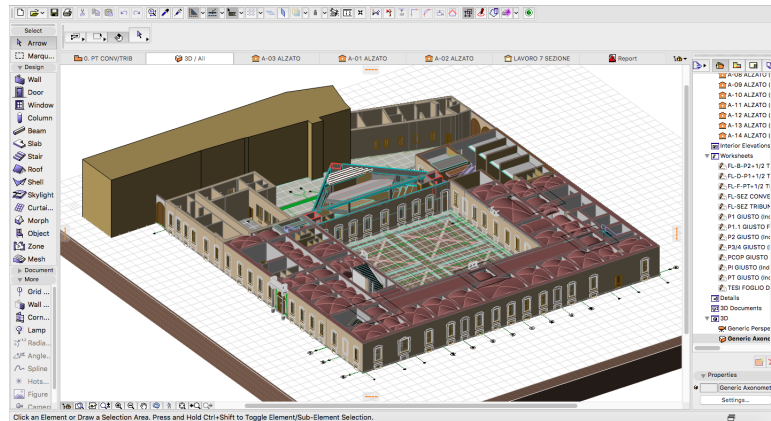 Select
Arrow
Marqu...
Design
Wall
Door
Window
Column
Beam
Slab
Stair
Roof
Shell
Skylight
Curtai...
Morph
Object
Zone
Mesh
Document
More
Grid ...
Wall ...
Corn...
Lamp
Radia...
Angle...
Spline
Hots...
Figure
Camera
0. PT CONV/TRIB
3D / All
A-03 ALZATO
A-01 ALZATO
A-02 ALZATO
LAVORO 7 SEZIONE
Report
A-08 ALZATO (
A-09 ALZATO (
A-10 ALZATO (
A-11 ALZATO (
A-12 ALZATO (
A-13 ALZATO (
A-14 ALZATO (
Interior Elevations
Worksheets
FL-B-P2+1/2 T
FL-D-P1+1/2 T
FL-F-PT+1/2 T
FL-SEZ CONVE
FL-SEZ TRIBUN
P1 GIUSTO (Inc
P1.1 GIUSTO F
P2 GIUSTO (Inc
P3/4 GIUSTO (
PCOP GIUSTO
PI GIUSTO (Ind
PT GIUSTO (Inc
TESI FOGLIO D
Details
3D Documents
3D
Generic Perspe
Generic Axono
Properties
Generic Axonomet
Settings...
Click an Element or Draw a Selection Area. Press and Hold Ctrl+Shift to Toggle Element/Sub-Element Selection.